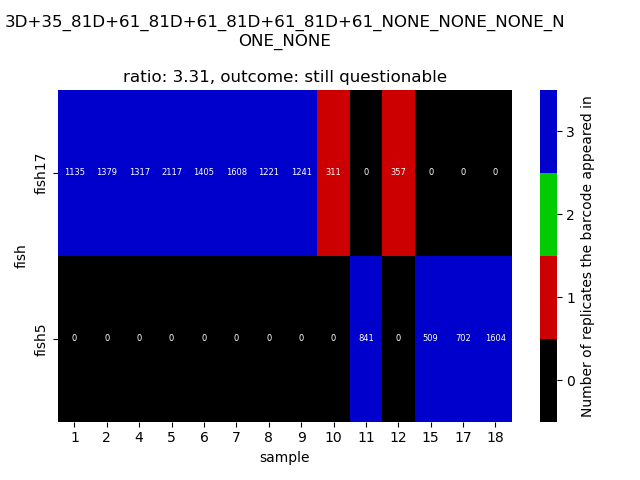 3D+35_81D+61_81D+61_81D+61_81D+61_NONE_NONE_NONE_N
ONE_NONE
ratio: 3.31, outcome: still questionable
fish17
1135 1379 1317 2117 1405 1608 1221 1241 311 0 357 0 0 0
fish
fish5
0 0 0 0 0 0 0 0 0 841 0 509 702 1604
1 2 4 5 6 7 8 9 10 11 12 15 17 18
sample
3
2
1
0
Number of replicates the barcode appeared in